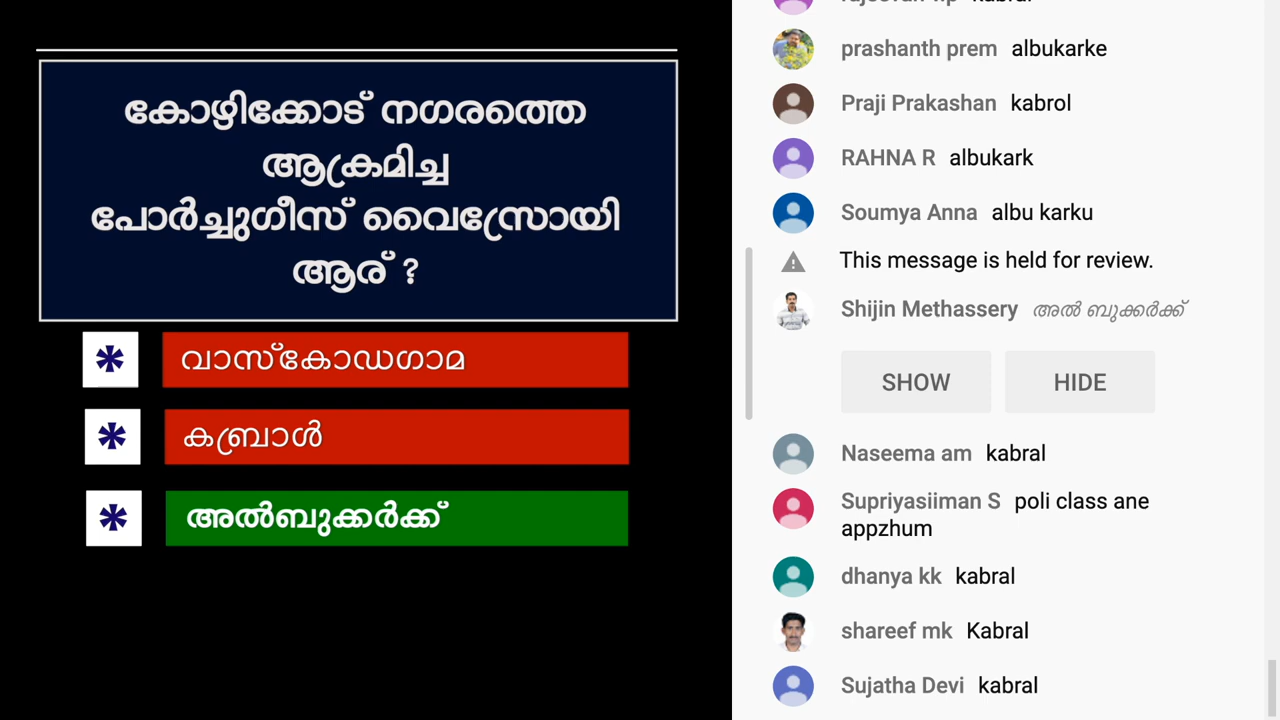 കോഴിക്കോട് നഗരത്തെ
ആക്രമിച്ച
പോർച്ചുഗീസ് വൈസ്രോയി
ആര് ?
* വാസ്കോഡഗാമ
* കബ്രാൾ
* അൽബുക്കർക്ക്
prashanth prem albukarke
Praji Prakashan kabrol
RAHNA R albukark
Soumya Anna albu karku
This message is held for review.
Shijin Methassery അൽ ബുക്കർക്ക്
SHOW HIDE
Naseema am kabral
Supriyasiiman S poli class ane
appzhum
dhanya kk kabral
shareef mk Kabral
Sujatha Devi kabral